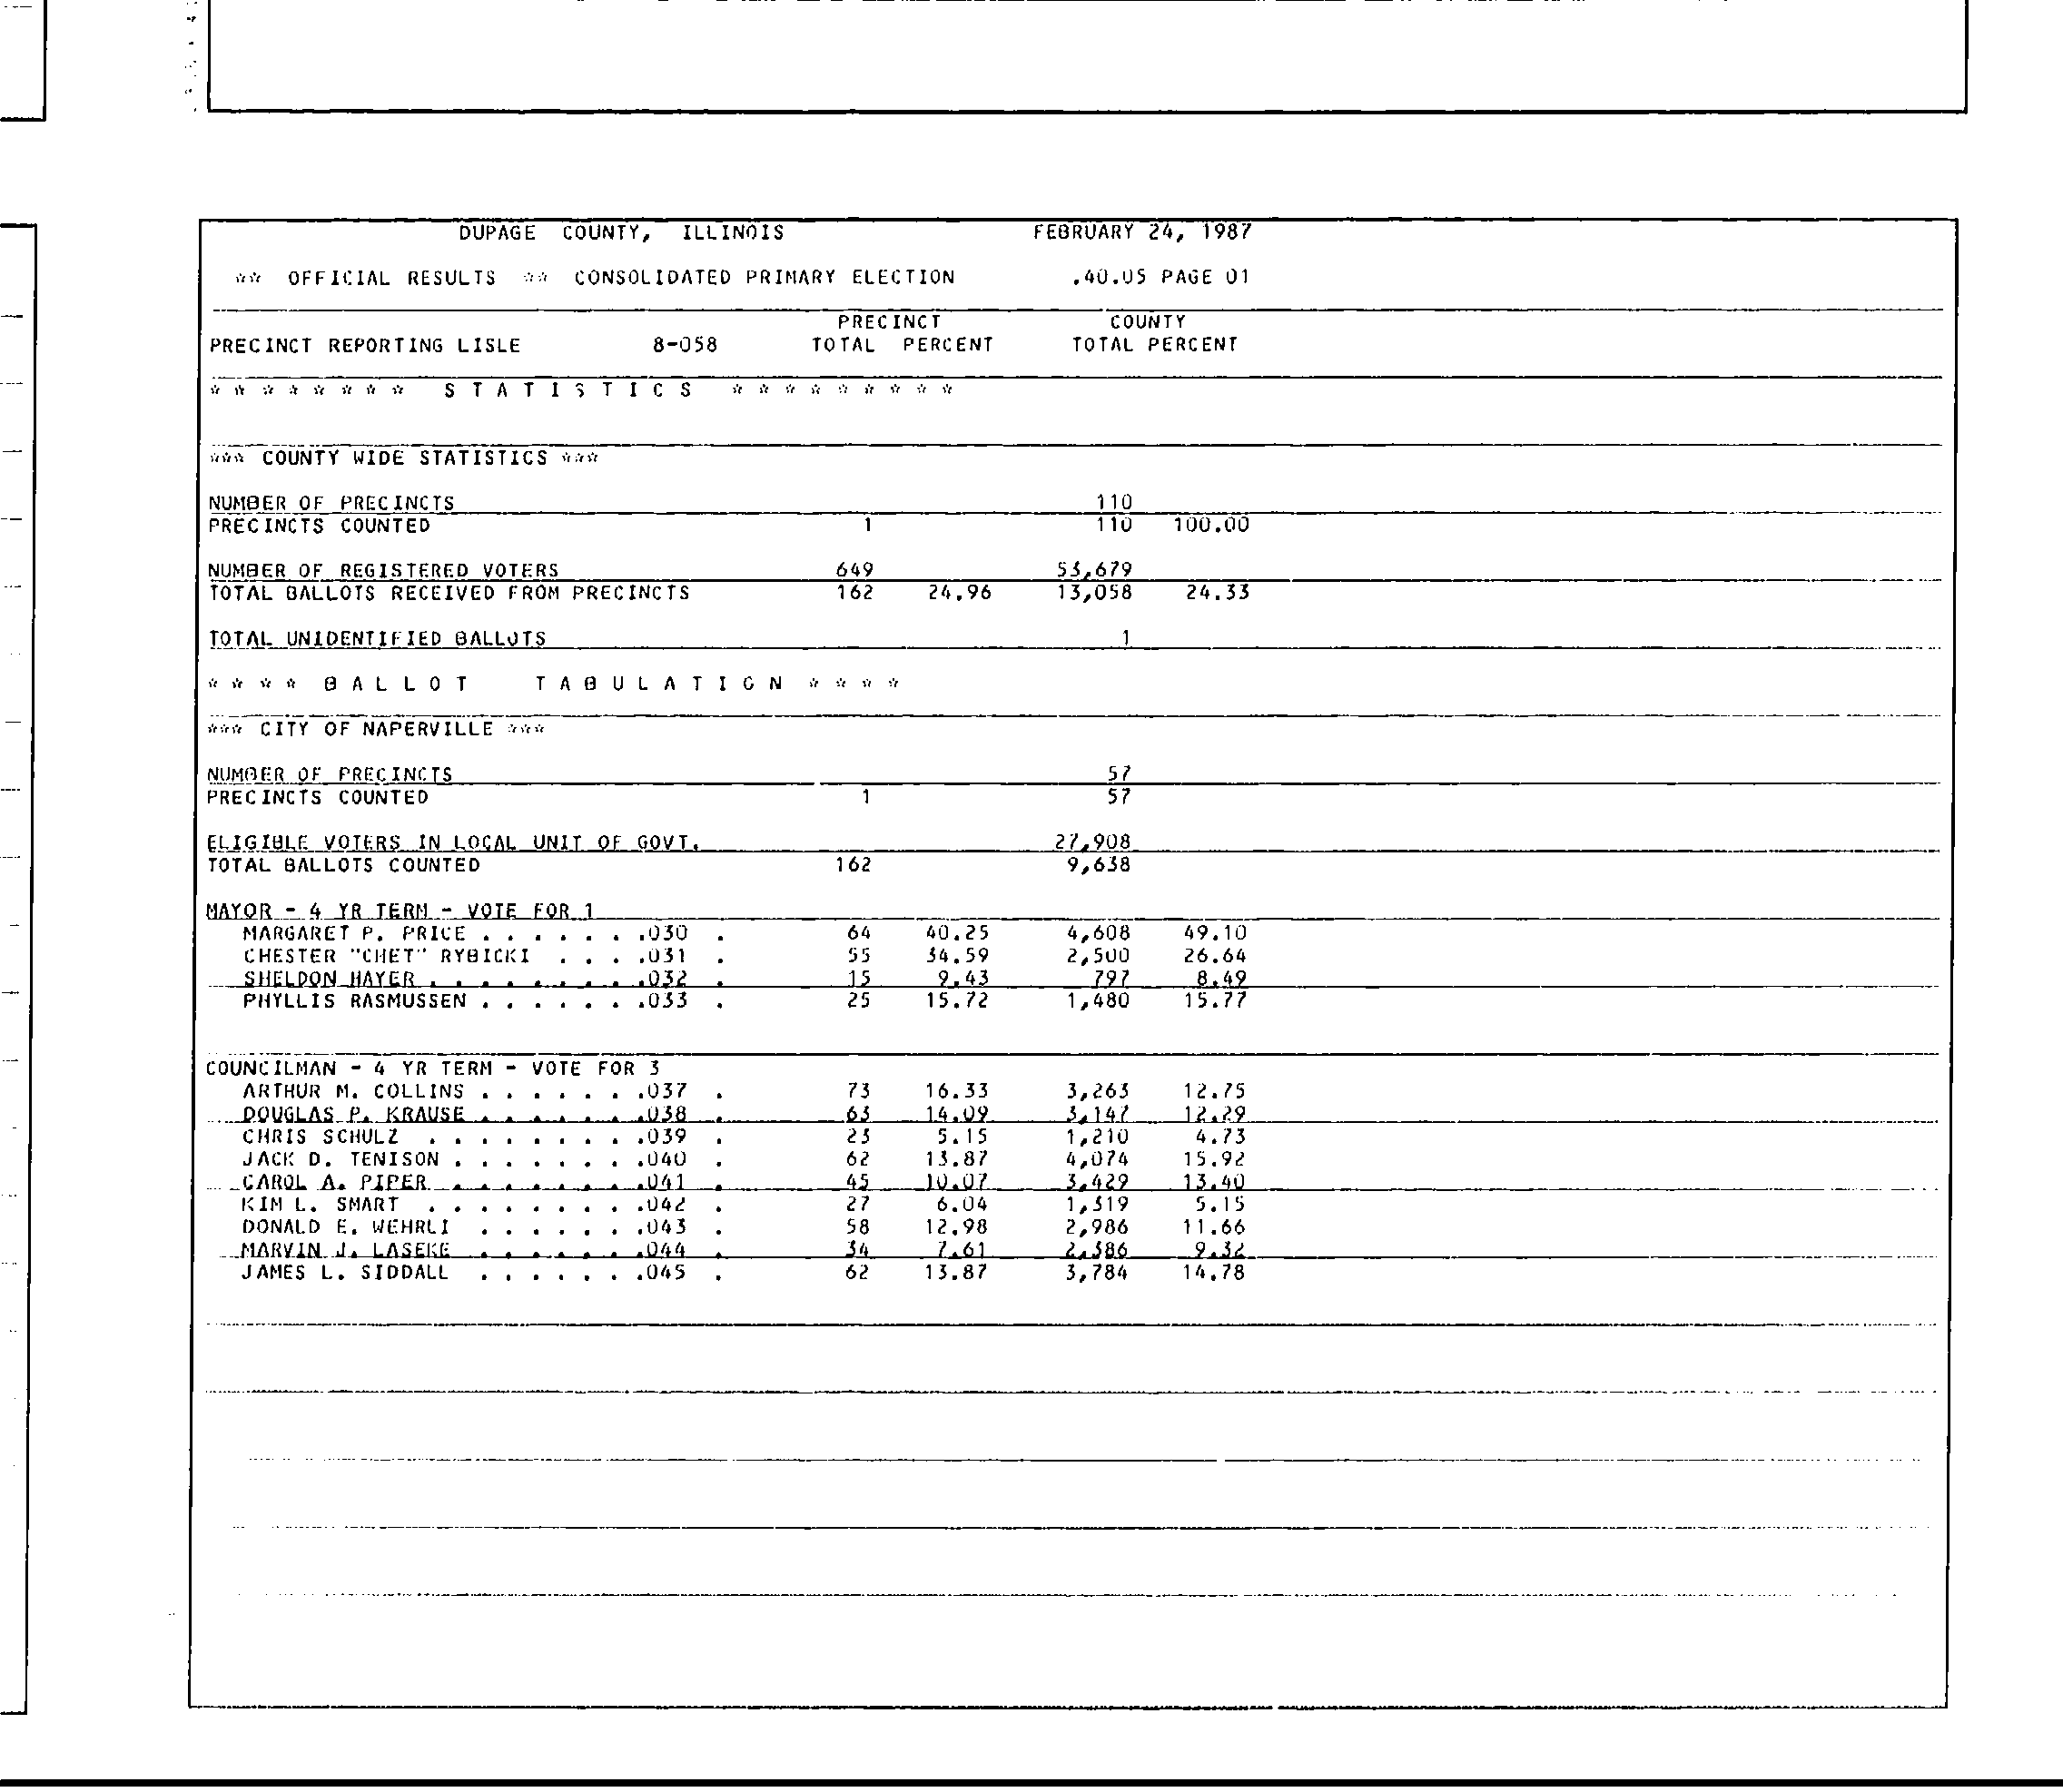 DUPAGE COUNTY, ILLINOIS FEBRUARY 24, 1987
** OFFICIAL RESULTS ** CONSOLIDATED PRIMARY ELECTION .40.05 PAGE 01
PRECINCT COUNTY
PRECINCT REPORTING LISLE 8-058 TOTAL PERCENT TOTAL PERCENT
* * * * * * * * S T A T I S T I C S * * * * * * * * *
*** COUNTY WIDE STATISTICS ***
NUMBER OF PRECINCTS 110
PRECINCTS COUNTED 1 110 100.00
NUMBER OF REGISTERED VOTERS 649 53,679
TOTAL BALLOTS RECEIVED FROM PRECINCTS 162 24.96 13,058 24.33
TOTAL UNIDENTIFIED BALLOTS 1
* * * * B A L L O T T A B U L A T I O N * * * *
*** CITY OF NAPERVILLE ***
NUMBER OF PRECINCTS 57
PRECINCTS COUNTED 1 57
ELIGIBLE VOTERS IN LOCAL UNIT OF GOVT. 27,908
TOTAL BALLOTS COUNTED 162 9,638
MAYOR - 4 YR TERM - VOTE FOR 1
MARGARET P. PRICE . . . . . . .030 . 64 40.25 4,608 49.10
CHESTER "CHET" RYBICKI . . . .031 . 55 34.59 2,500 26.64
SHELDON HAYER . . . . . . . . .032 . 15 9.43 797 8.49
PHYLLIS RASMUSSEN . . . . . . .033 . 25 15.72 1,480 15.77
COUNCILMAN - 4 YR TERM - VOTE FOR 3
ARTHUR M. COLLINS . . . . . . .037 . 73 16.33 3,263 12.75
DOUGLAS P. KRAUSE . . . . . . .038 . 63 14.09 3,147 12.29
CHRIS SCHULZ . . . . . . . . .039 . 23 5.15 1,210 4.73
JACK D. TENISON . . . . . . . .040 . 62 13.87 4,074 15.92
CAROL A. PIPER . . . . . . . .041 . 45 10.07 3,429 13.40
KIM L. SMART . . . . . . . . .042 . 27 6.04 1,319 5.15
DONALD E. WEHRLI . . . . . . .043 . 58 12.98 2,986 11.66
MARVIN J. LASEKE . . . . . . .044 . 34 7.61 2,386 9.32
JAMES L. SIDDALL . . . . . . .045 . 62 13.87 3,784 14.78